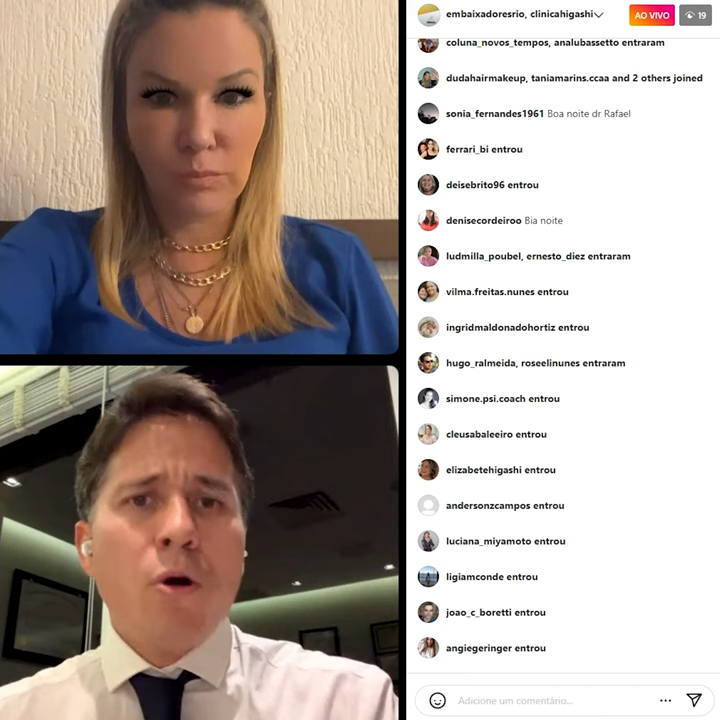 embaixadoresrio, clinicahigashi
AO VIVO
19
coluna_novos_tempos, analubassetto entraram
dudahairmakeup, taniamarins.ccaa and 2 others joined
sonia_fernandes1961 Boa noite dr Rafael
ferrari_bi entrou
deisebrito96 entrou
denisecordeiroo Bia noite
ludmilla_poubel, ernesto_diez entraram
vilma.freitas.nunes entrou
ingridmaldonadohortiz entrou
hugo_ralmeida, roseelinunes entraram
simone.psi.coach entrou
cleusabaleeiro entrou
elizabetehigashi entrou
andersonzcampos entrou
luciana_miyamoto entrou
ligiamconde entrou
joao_c_boretti entrou
angiegeringer entrou
Adicione um comentário...